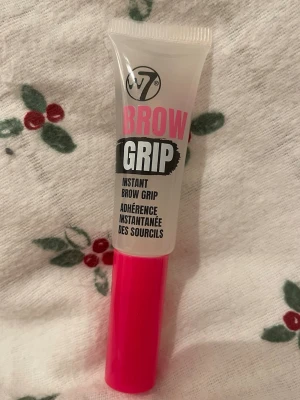 W7
BROW
GRIP
INSTANT
BROW GRIP
ADHÉRENCE
INSTANTANÉE
DES SOURCILS